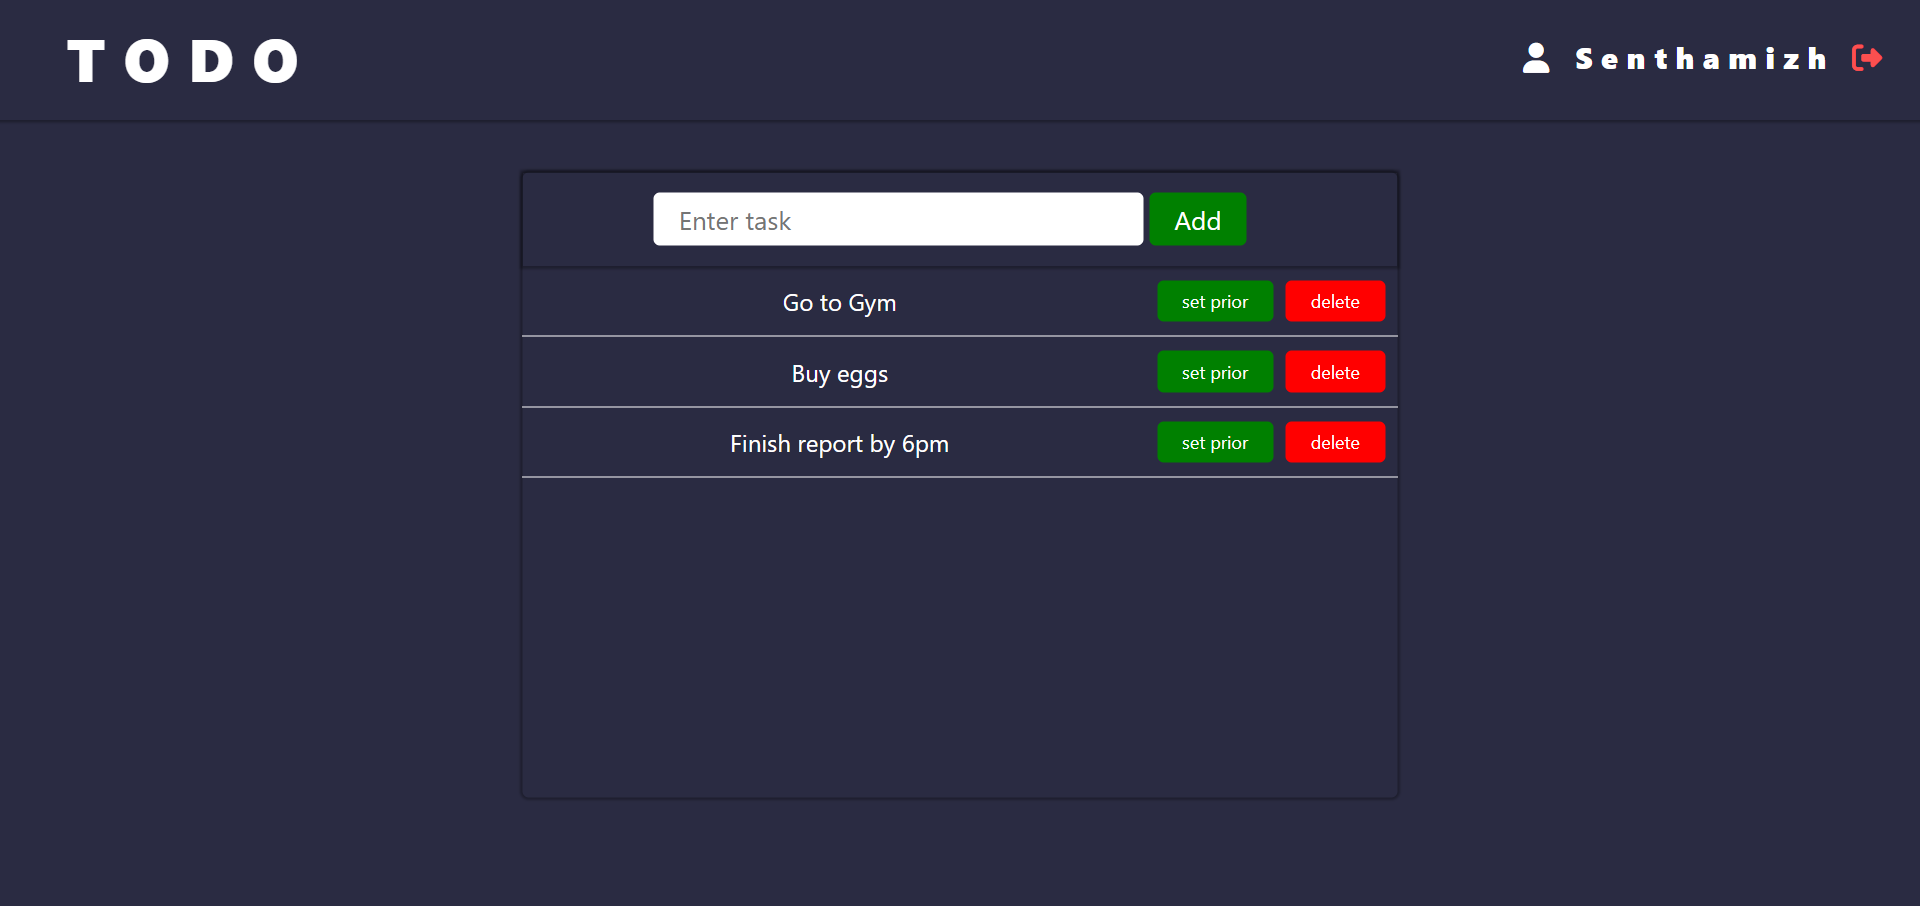 TODO
Senthamizh
Enter task Add
Go to Gym set prior delete
Buy eggs set prior delete
Finish report by 6pm set prior delete